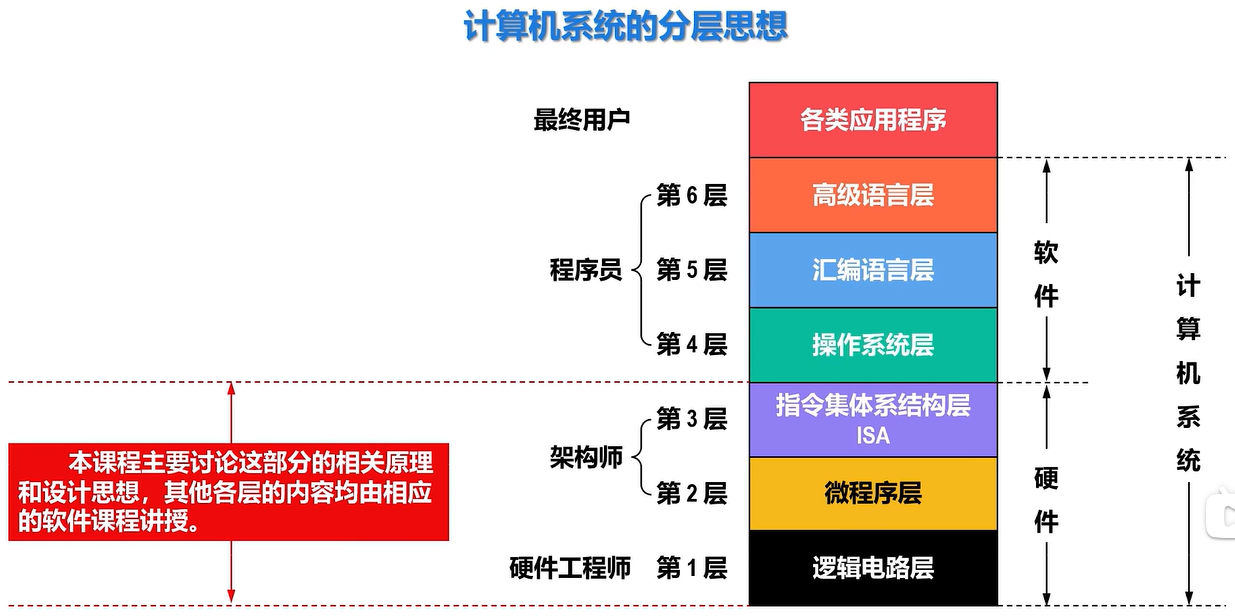 计算机系统的分层思想
最终用户
各类应用程序
第 6 层
高级语言层
程序员
第 5 层
汇编语言层
第 4 层
操作系统层
软件
第 3 层
指令集体系结构层
ISA
架构师
第 2 层
微程序层
硬件工程师
第 1 层
逻辑电路层
硬件
计算机系统
本课程主要讨论这部分的相关原理
和设计思想，其他各层的内容均由相应
的软件课程讲授。